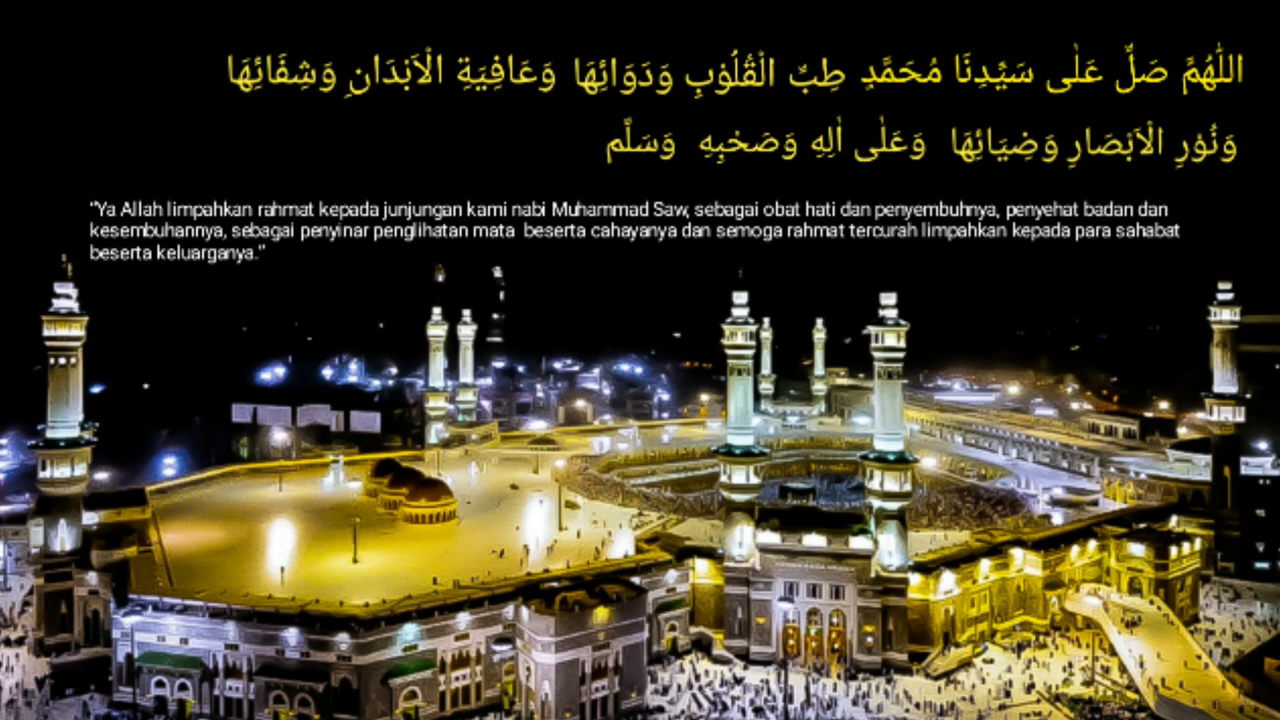 اللّٰهُمَّ صَلِّ عَلٰى سَيِّدِنَا مُحَمَّدٍ طِبِّ الْقُلُوْبِ وَدَوَائِهَا وَعَافِيَةِ الْاَبْدَانِ وَشِفَائِهَا
وَنُوْرِ الْاَبْصَارِ وَضِيَائِهَا وَعَلٰى اٰلِهِ وَصَحْبِهِ وَسَلَّم
"Ya Allah limpahkan rahmat kepada junjungan kami nabi Muhammad Saw, sebagai obat hati dan penyembuhnya, penyehat badan dan
kesembuhannya, sebagai penyinar penglihatan mata beserta cahayanya dan semoga rahmat tercurah limpahkan kepada para sahabat
beserta keluarganya."